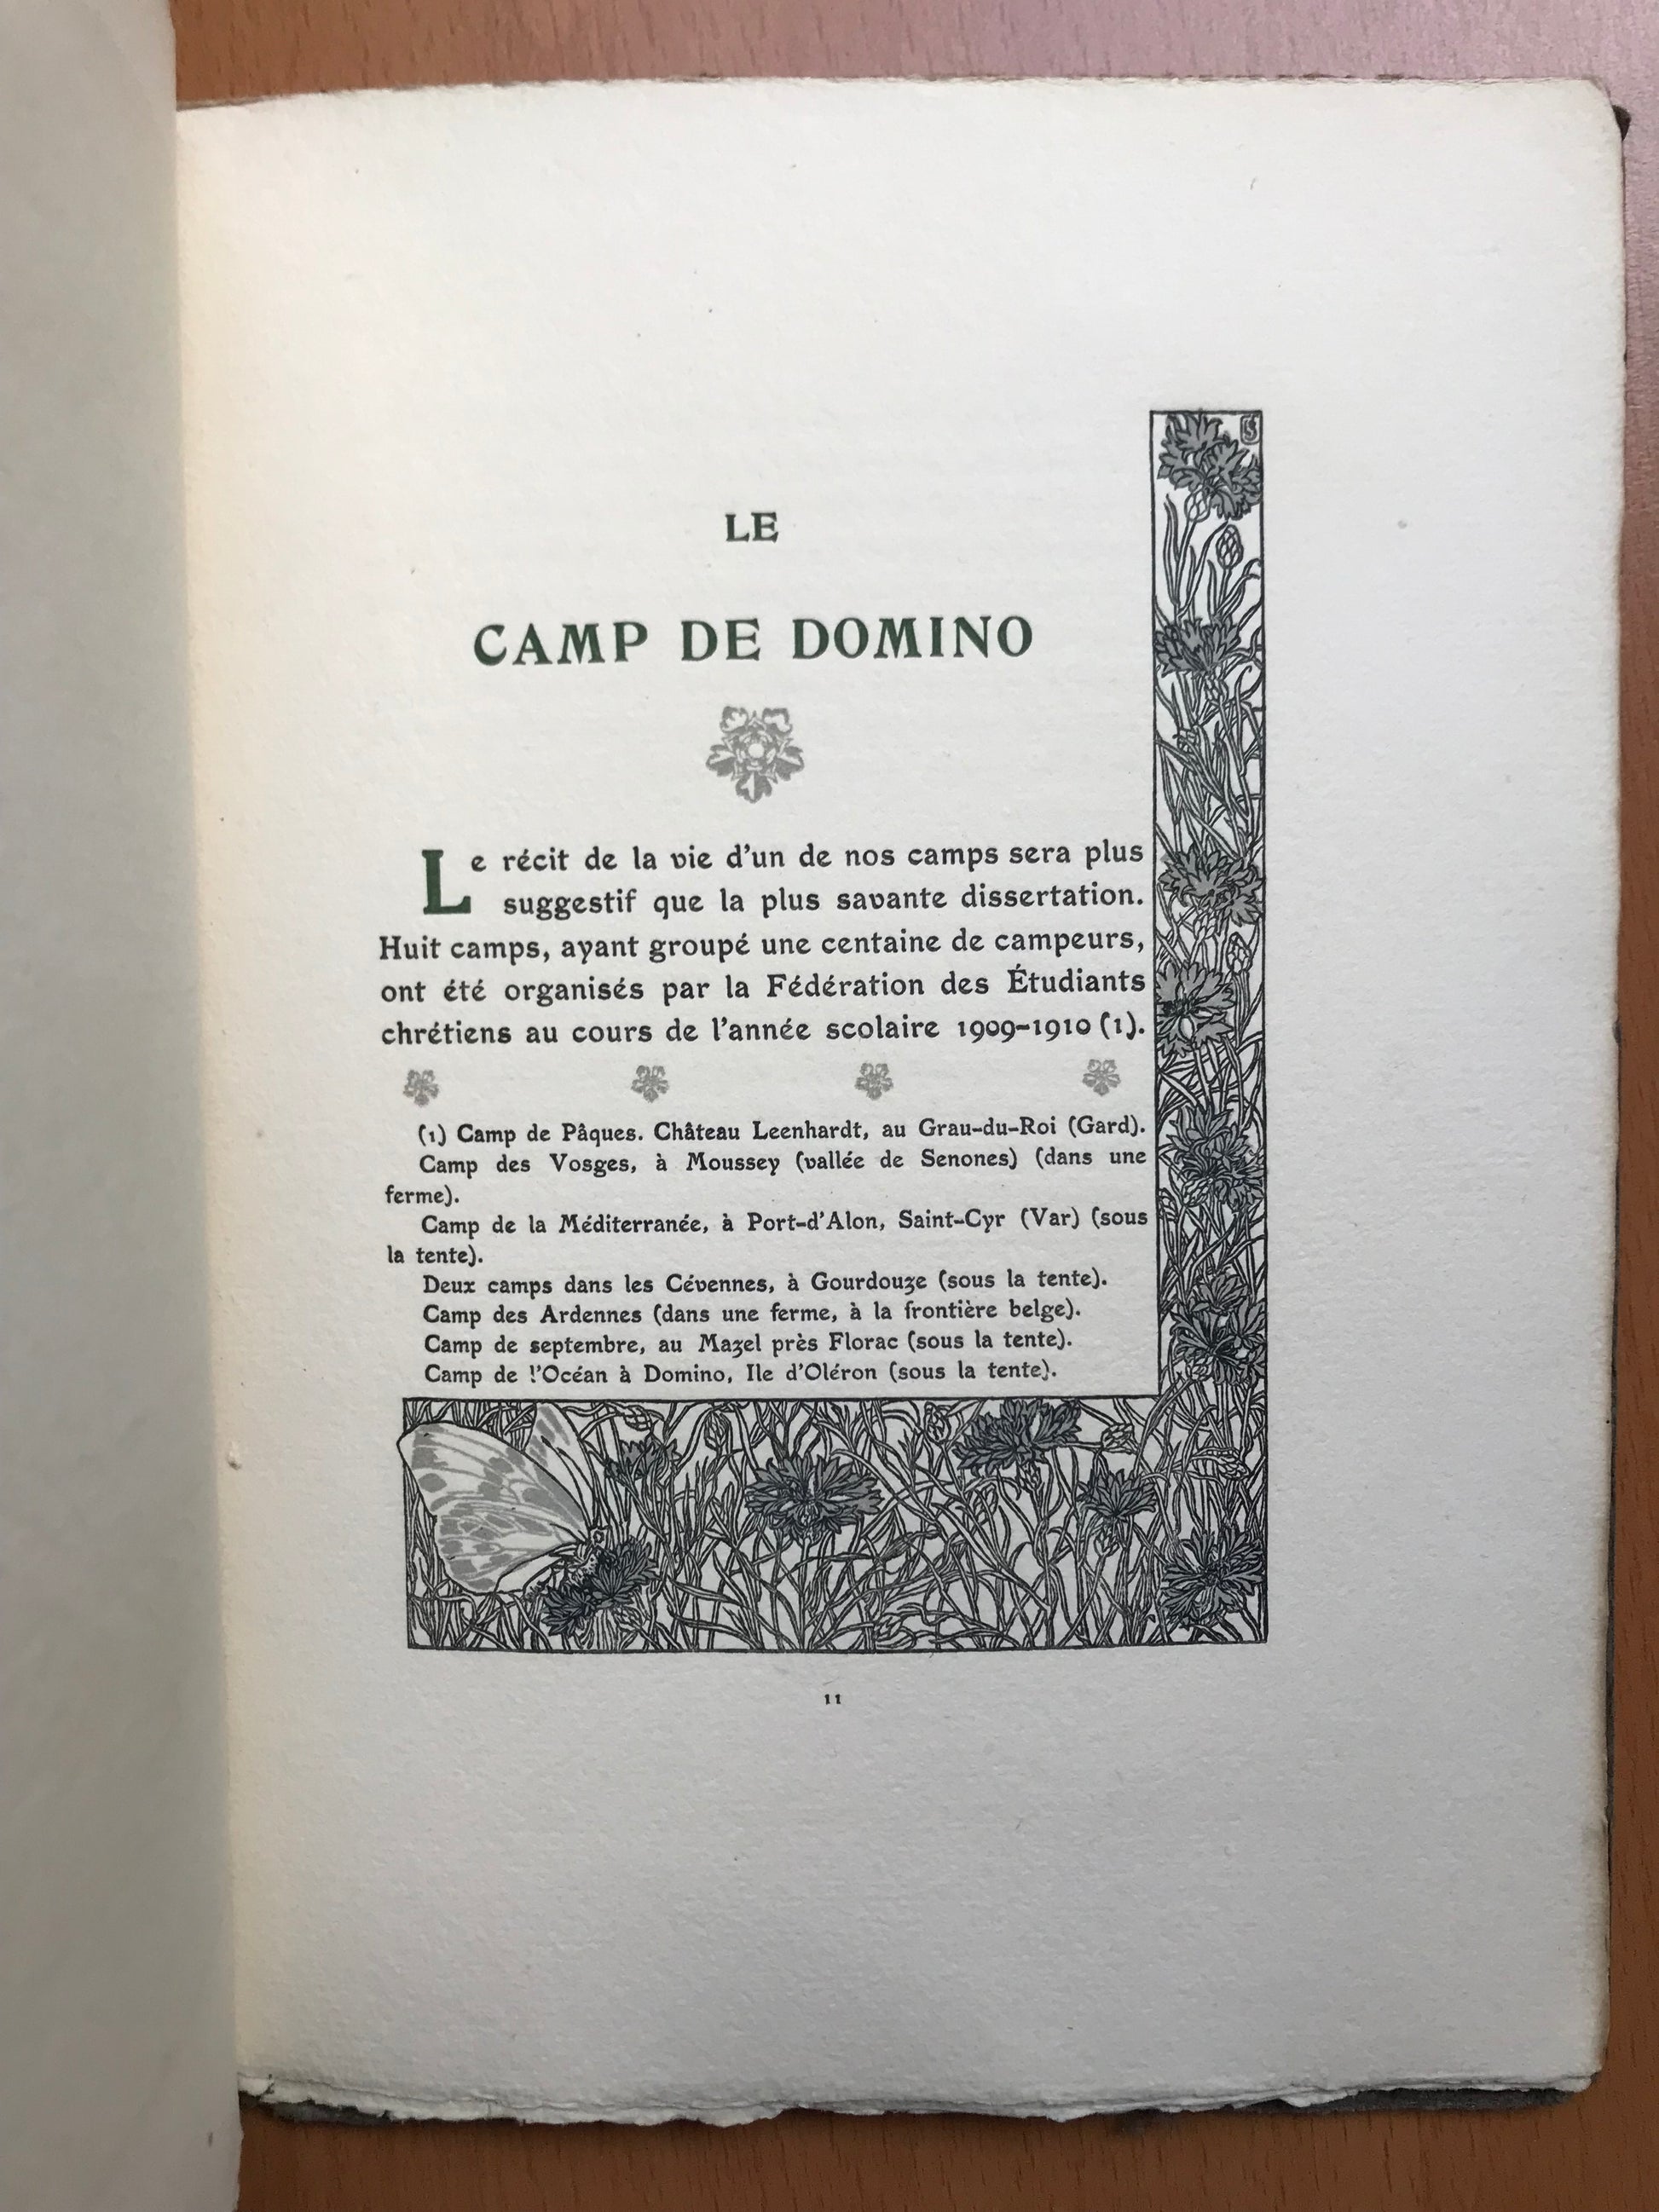 LE
CAMP DE DOMINO
Le récit de la vie d'un de nos camps sera plus
suggestif que la plus savante dissertation.
Huit camps, ayant groupé une centaine de campeurs,
ont été organisés par la Fédération des Étudiants
chrétiens au cours de l'année scolaire 1909-1910 (1).
(1) Camp de Pâques. Château Leenhardt, au Grau-du-Roi (Gard).
Camp des Vosges, à Moussey (vallée de Senones) (dans une
ferme).
Camp de la Méditerranée, à Port-d'Alon, Saint-Cyr (Var) (sous
la tente).
Deux camps dans les Cévennes, à Gourdouze (sous la tente).
Camp des Ardennes (dans une ferme, à la frontière belge).
Camp de septembre, au Mazel près Florac (sous la tente).
Camp de l'Océan à Domino, Ile d'Oléron (sous la tente).
11